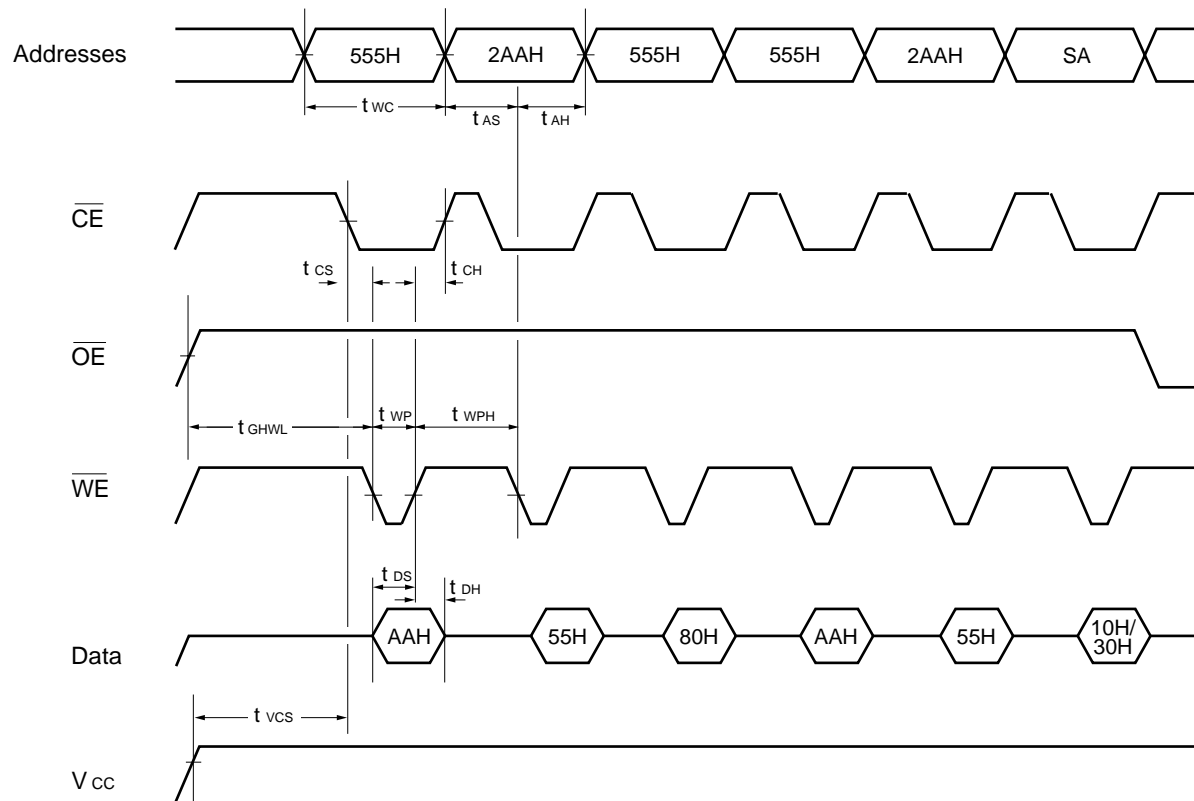 Addresses
555H 2AAH 555H 555H 2AAH SA
t WC t AS t AH
CE
t CS t CH
OE
t GHWL t WP t WPH
WE
t DS t DH
Data
AAH 55H 80H AAH 55H 10H/
30H
t VCS
V CC